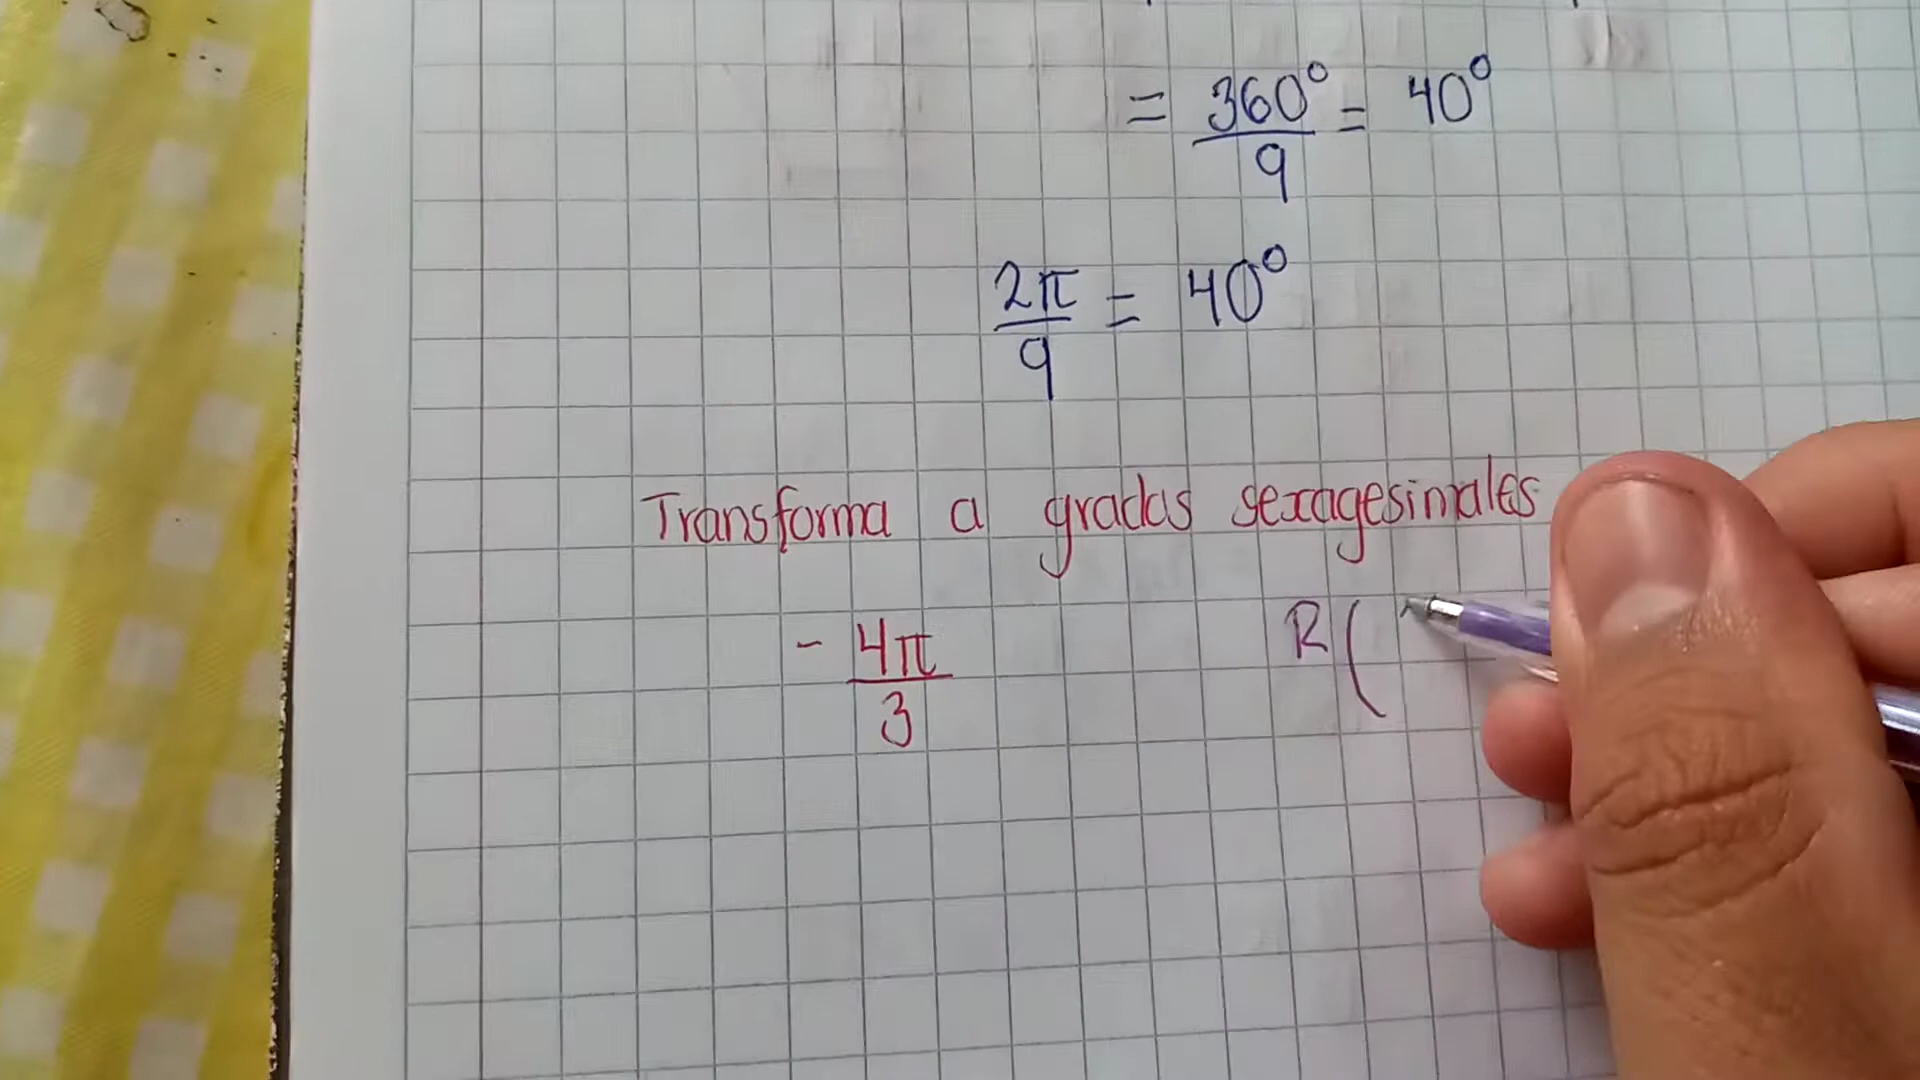 = 360° / 9 = 40°
2π / 9 = 40°
Transforma a grados sexagesimales
- 4π / 3
R (